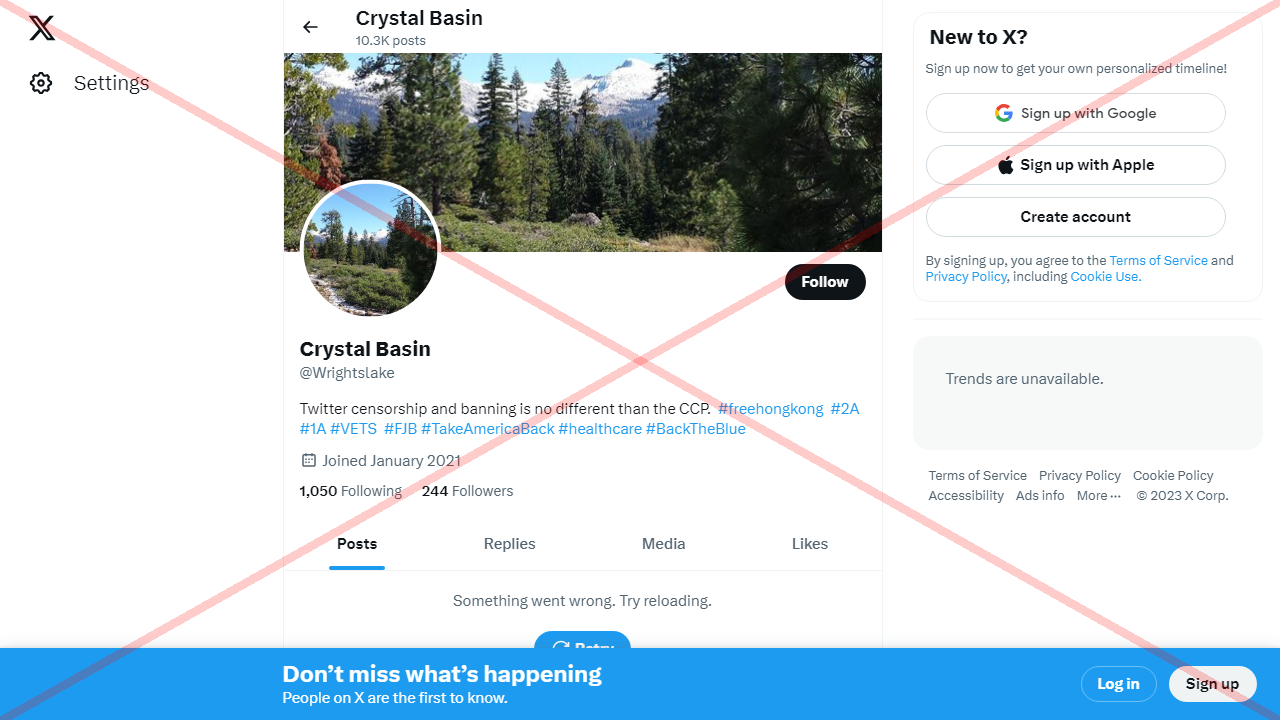 Crystal Basin
10.3K posts
Settings
Follow
Crystal Basin
@Wrightslake
Twitter censorship and banning is no different than the CCP. #freehongkong #2A
#1A #VETS #FJB #TakeAmericaBack #healthcare #BackTheBlue
Joined January 2021
1,050 Following 244 Followers
Posts Replies Media Likes
Something went wrong. Try reloading.
Retry
New to X?
Sign up now to get your own personalized timeline!
Sign up with Google
Sign up with Apple
Create account
By signing up, you agree to the Terms of Service and
Privacy Policy, including Cookie Use.
Trends are unavailable.
Terms of Service Privacy Policy Cookie Policy
Accessibility Ads info More ··· © 2023 X Corp.
Don’t miss what’s happening
People on X are the first to know.
Log in Sign up